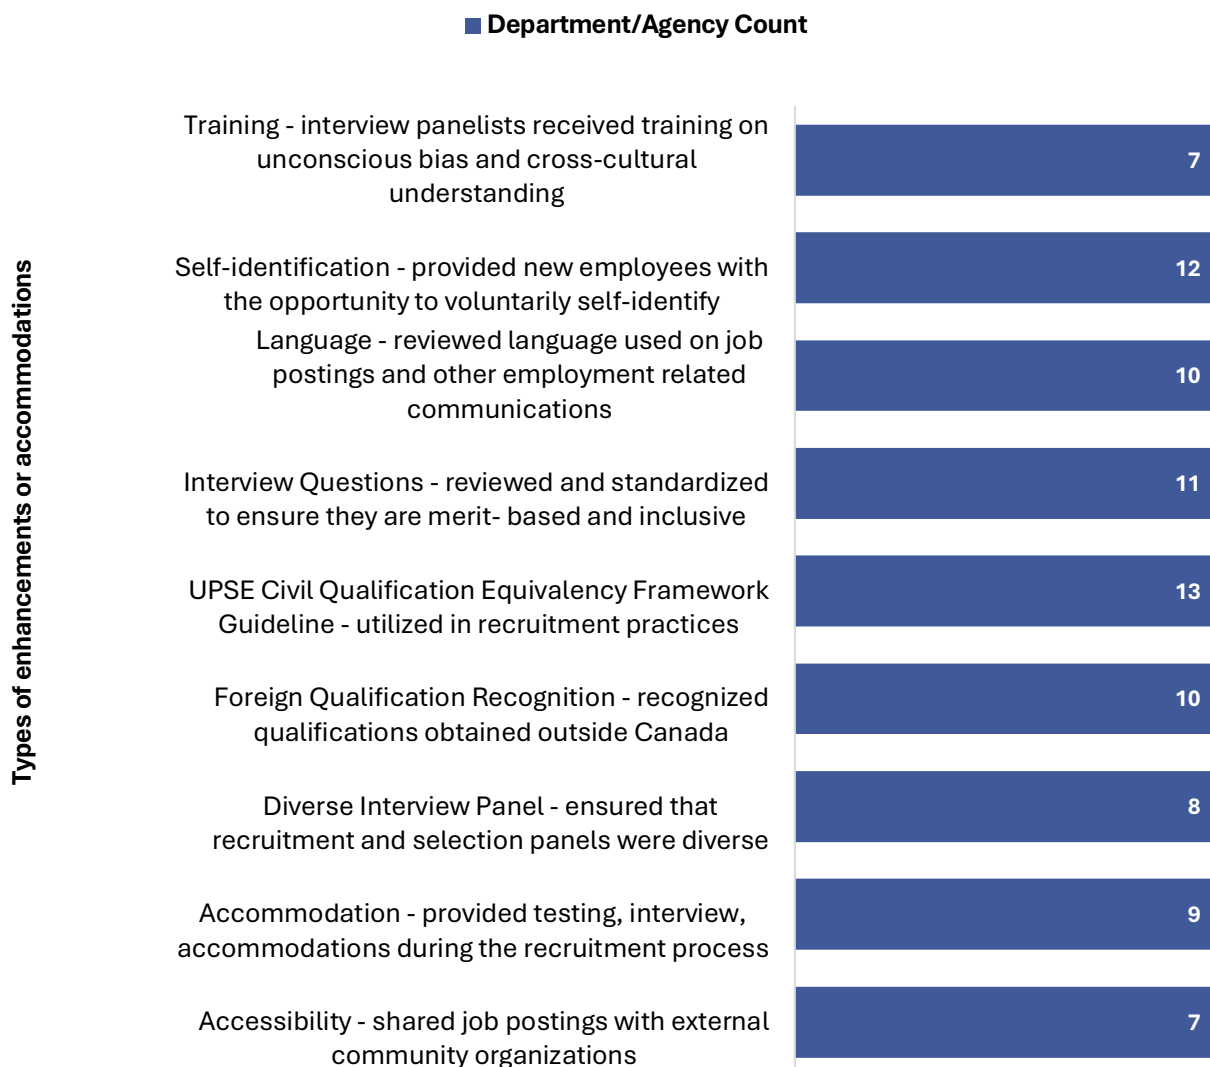 Department/Agency Count
Types of enhancements or accommodations
Training - interview panelists received training on
unconscious bias and cross-cultural
understanding
7
Self-identification - provided new employees with
the opportunity to voluntarily self-identify
12
Language - reviewed language used on job
postings and other employment related
communications
10
Interview Questions - reviewed and standardized
to ensure they are merit- based and inclusive
11
UPSE Civil Qualification Equivalency Framework
Guideline - utilized in recruitment practices
13
Foreign Qualification Recognition - recognized
qualifications obtained outside Canada
10
Diverse Interview Panel - ensured that
recruitment and selection panels were diverse
8
Accommodation - provided testing, interview,
accommodations during the recruitment process
9
Accessibility - shared job postings with external
community organizations
7